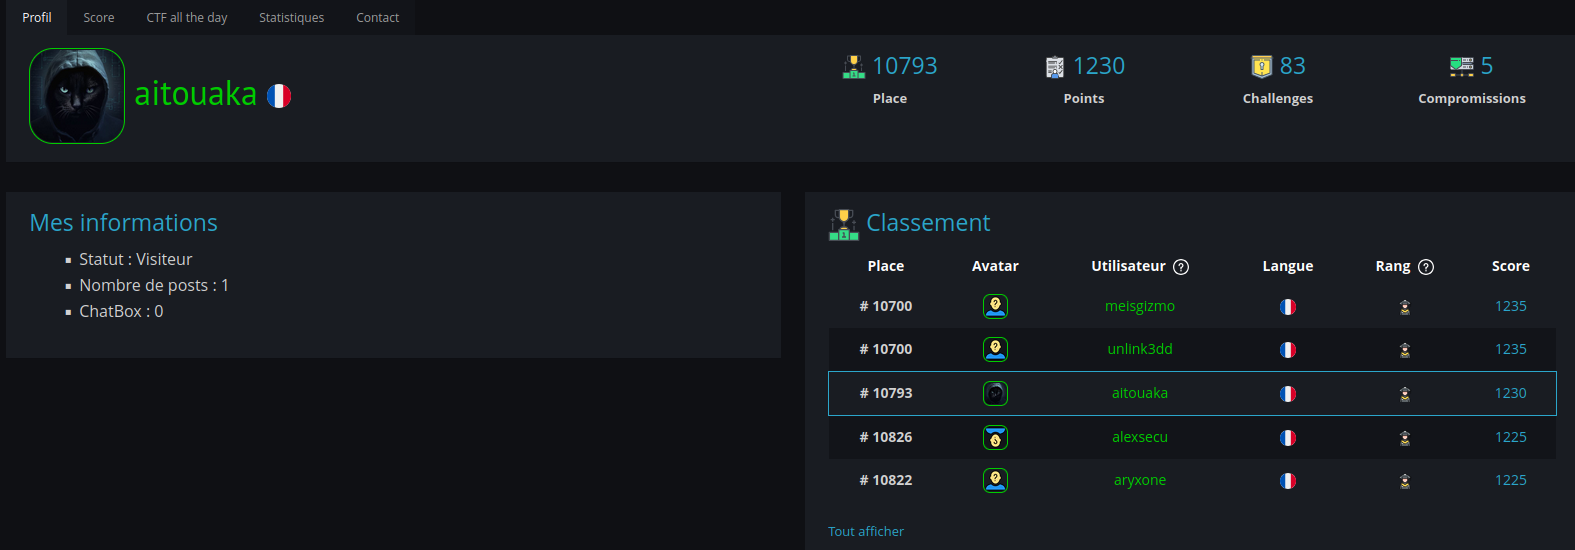 Profil Score CTF all the day Statistiques Contact
aitouaka
10793 1230 83 5
Place Points Challenges Compromissions
Mes informations
Statut : Visiteur
Nombre de posts : 1
ChatBox : 0
Classement
Place Avatar Utilisateur ? Langue Rang ? Score
# 10700 meisgizmo 1235
# 10700 unlink3dd 1235
# 10793 aitouaka 1230
# 10826 alexsecu 1225
# 10822 aryxone 1225
Tout afficher